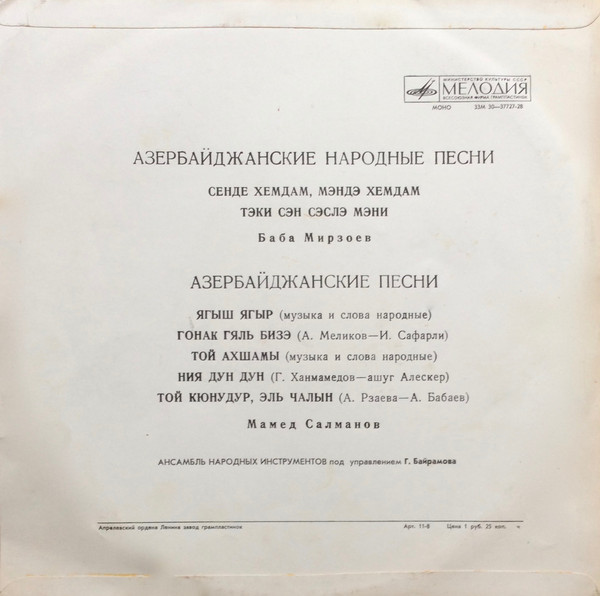 МИНИСТЕРСТВО КУЛЬТУРЫ СССР
МЕЛОДИЯ
ВСЕСОЮЗНАЯ ФИРМА ГРАМПЛАСТИНОК
МОНО 33М 30—37727-28
АЗЕРБАЙДЖАНСКИЕ НАРОДНЫЕ ПЕСНИ
СЕНДЕ ХЕМДАМ, МЭНДЭ ХЕМДАМ
ТЭКИ СЭН СЭСЛЭ МЭНИ
Баба Мирзоев
АЗЕРБАЙДЖАНСКИЕ ПЕСНИ
ЯГЫШ ЯГЫР (музыка и слова народные)
ГОНАК ГЯЛЬ БИЗЭ (А. Меликов—И. Сафарли)
ТОЙ АХШАМЫ (музыка и слова народные)
НИЯ ДУН ДУН (Г. Ханмамедов—ашуг Алескер)
ТОЙ КЮНУДУР, ЭЛЬ ЧАЛЫН (А. Рзаева—А. Бабаев)
Мамед Салманов
АНСАМБЛЬ НАРОДНЫХ ИНСТРУМЕНТОВ под управлением Г. Байрамова
Апрелевский ордена Ленина завод грампластинок Арт. 11-8 Цена 1 руб. 25 коп.